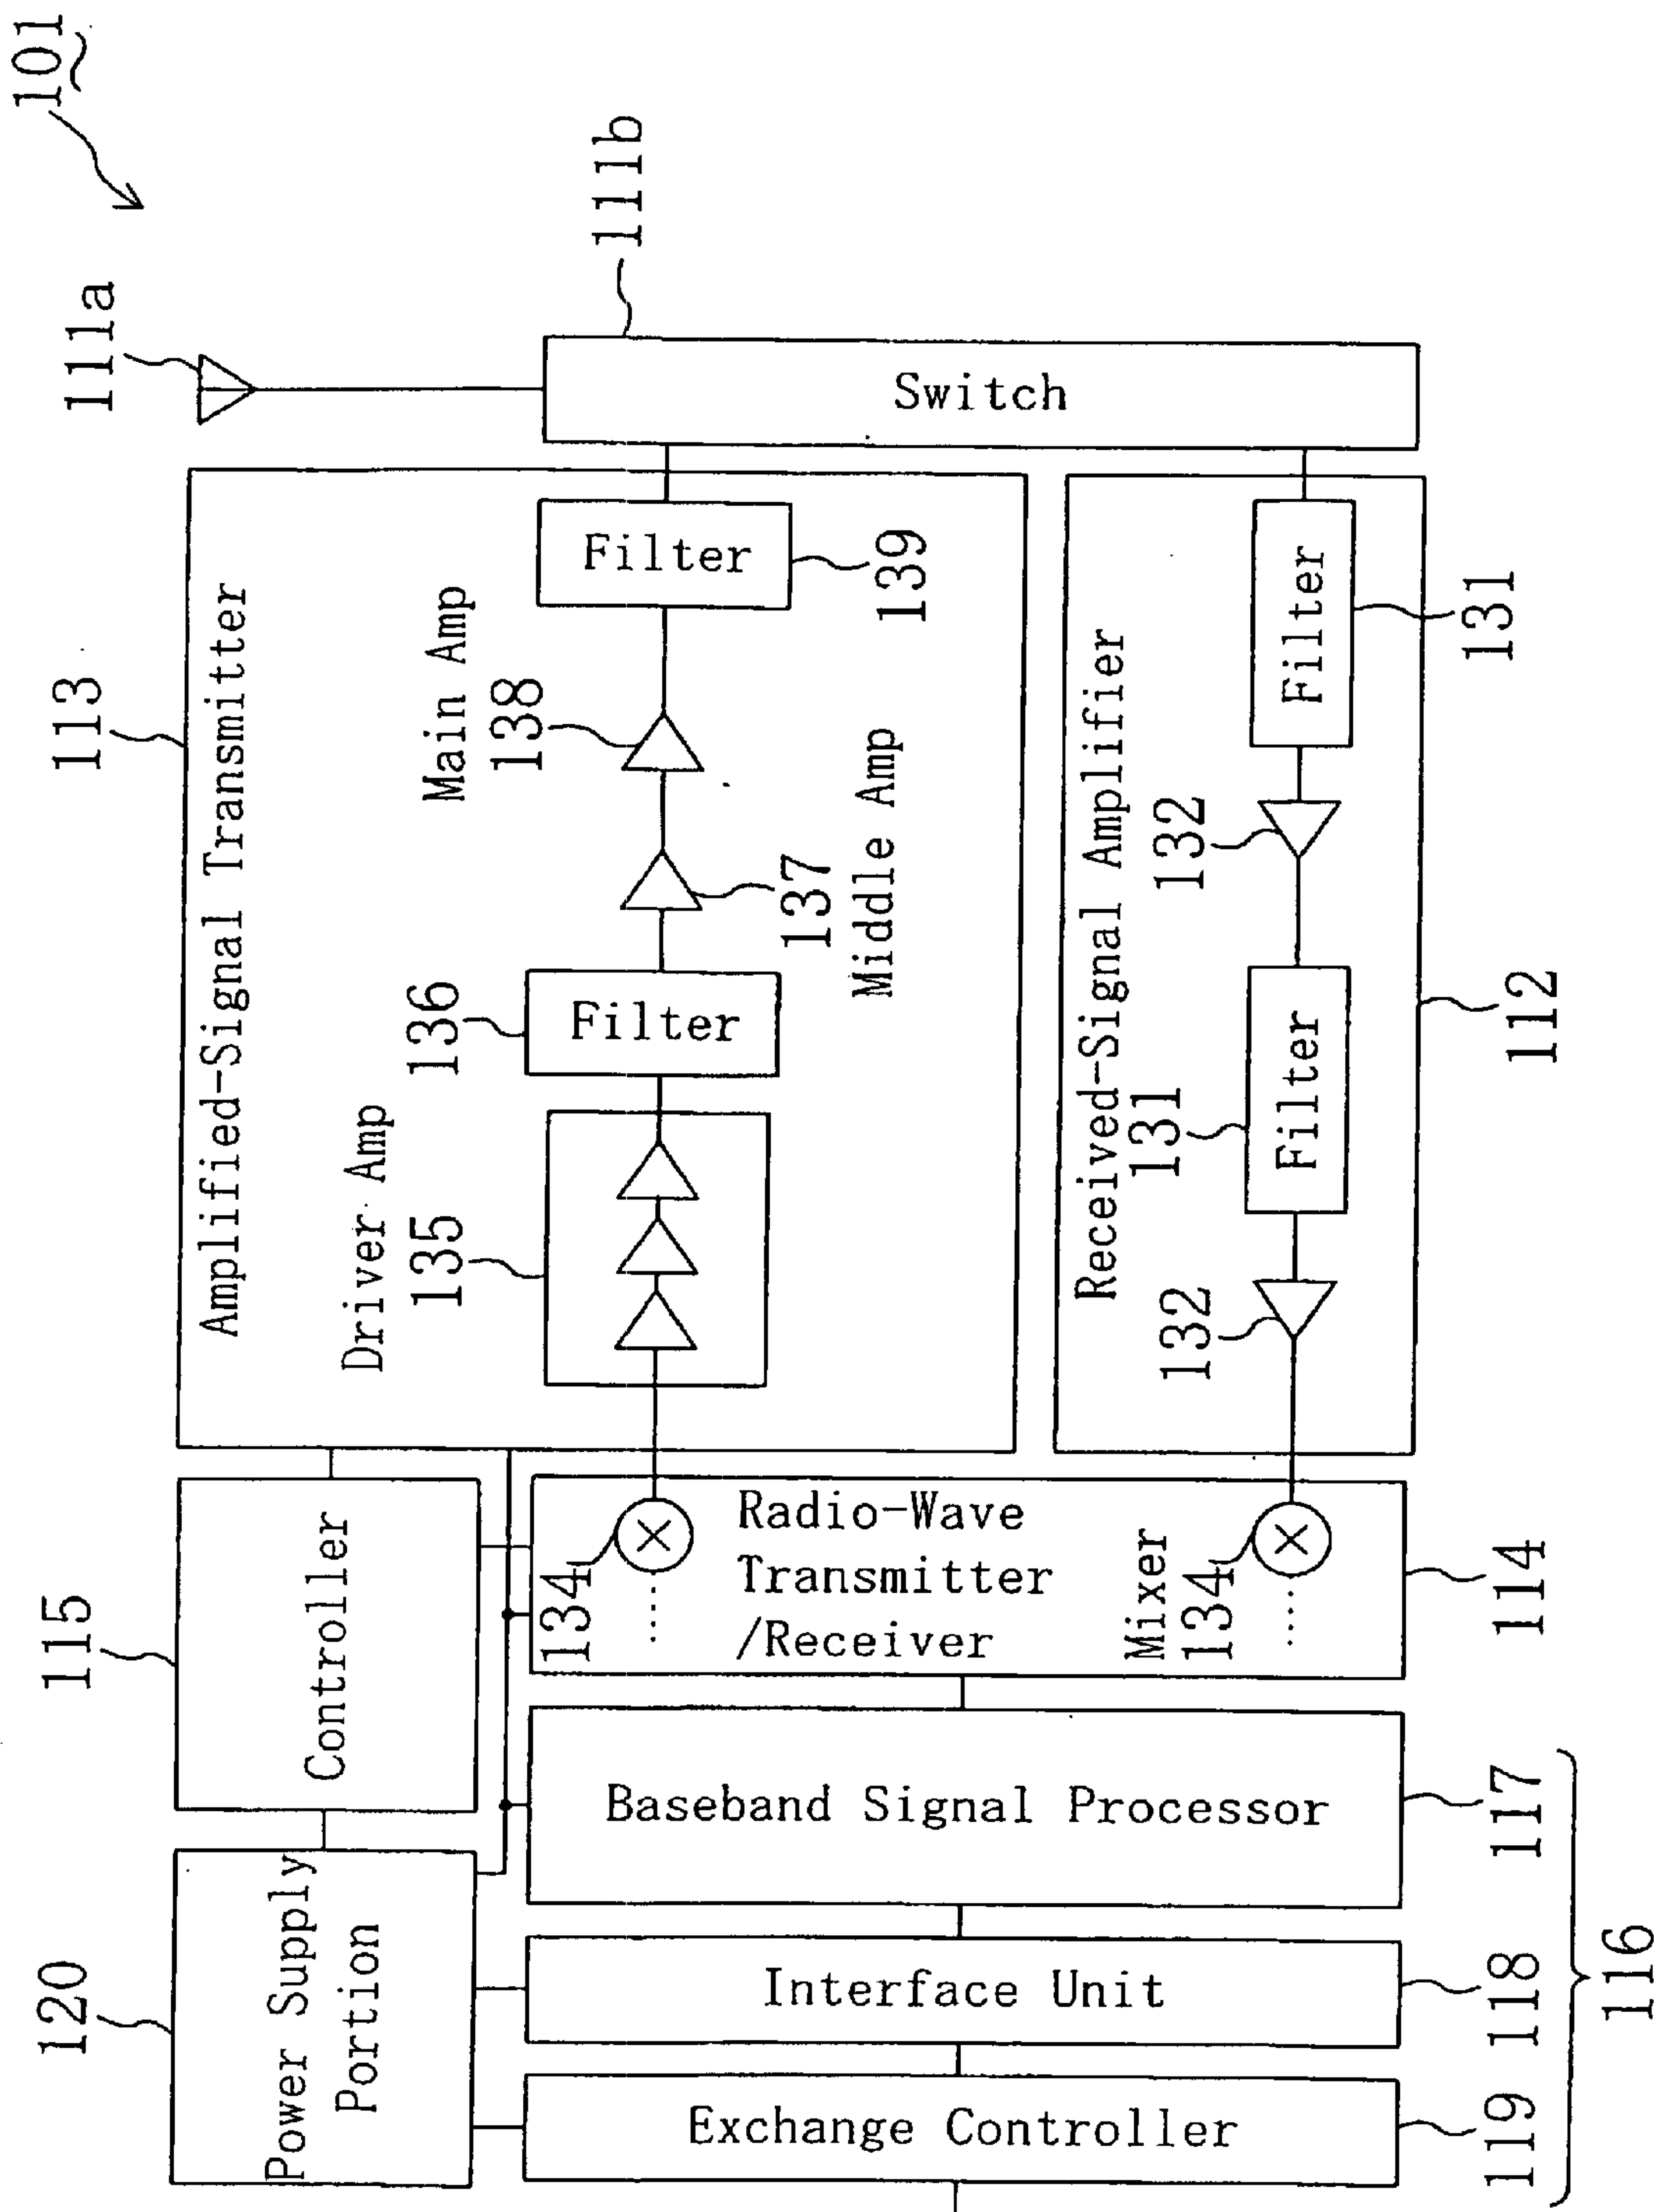 101
111a
111b
Switch
113
Amplified-Signal Transmitter
Main Amp
138
Filter
139
137
Middle Amp
136
Filter
Driver Amp
135
Received-Signal Amplifier
Filter
131
132
131
Filter
132
112
115
Controller
134
Radio-Wave
Transmitter
/Receiver
Mixer
134
114
120
Power Supply
Portion
Baseband Signal Processor
117
Interface Unit
118
Exchange Controller
119
116